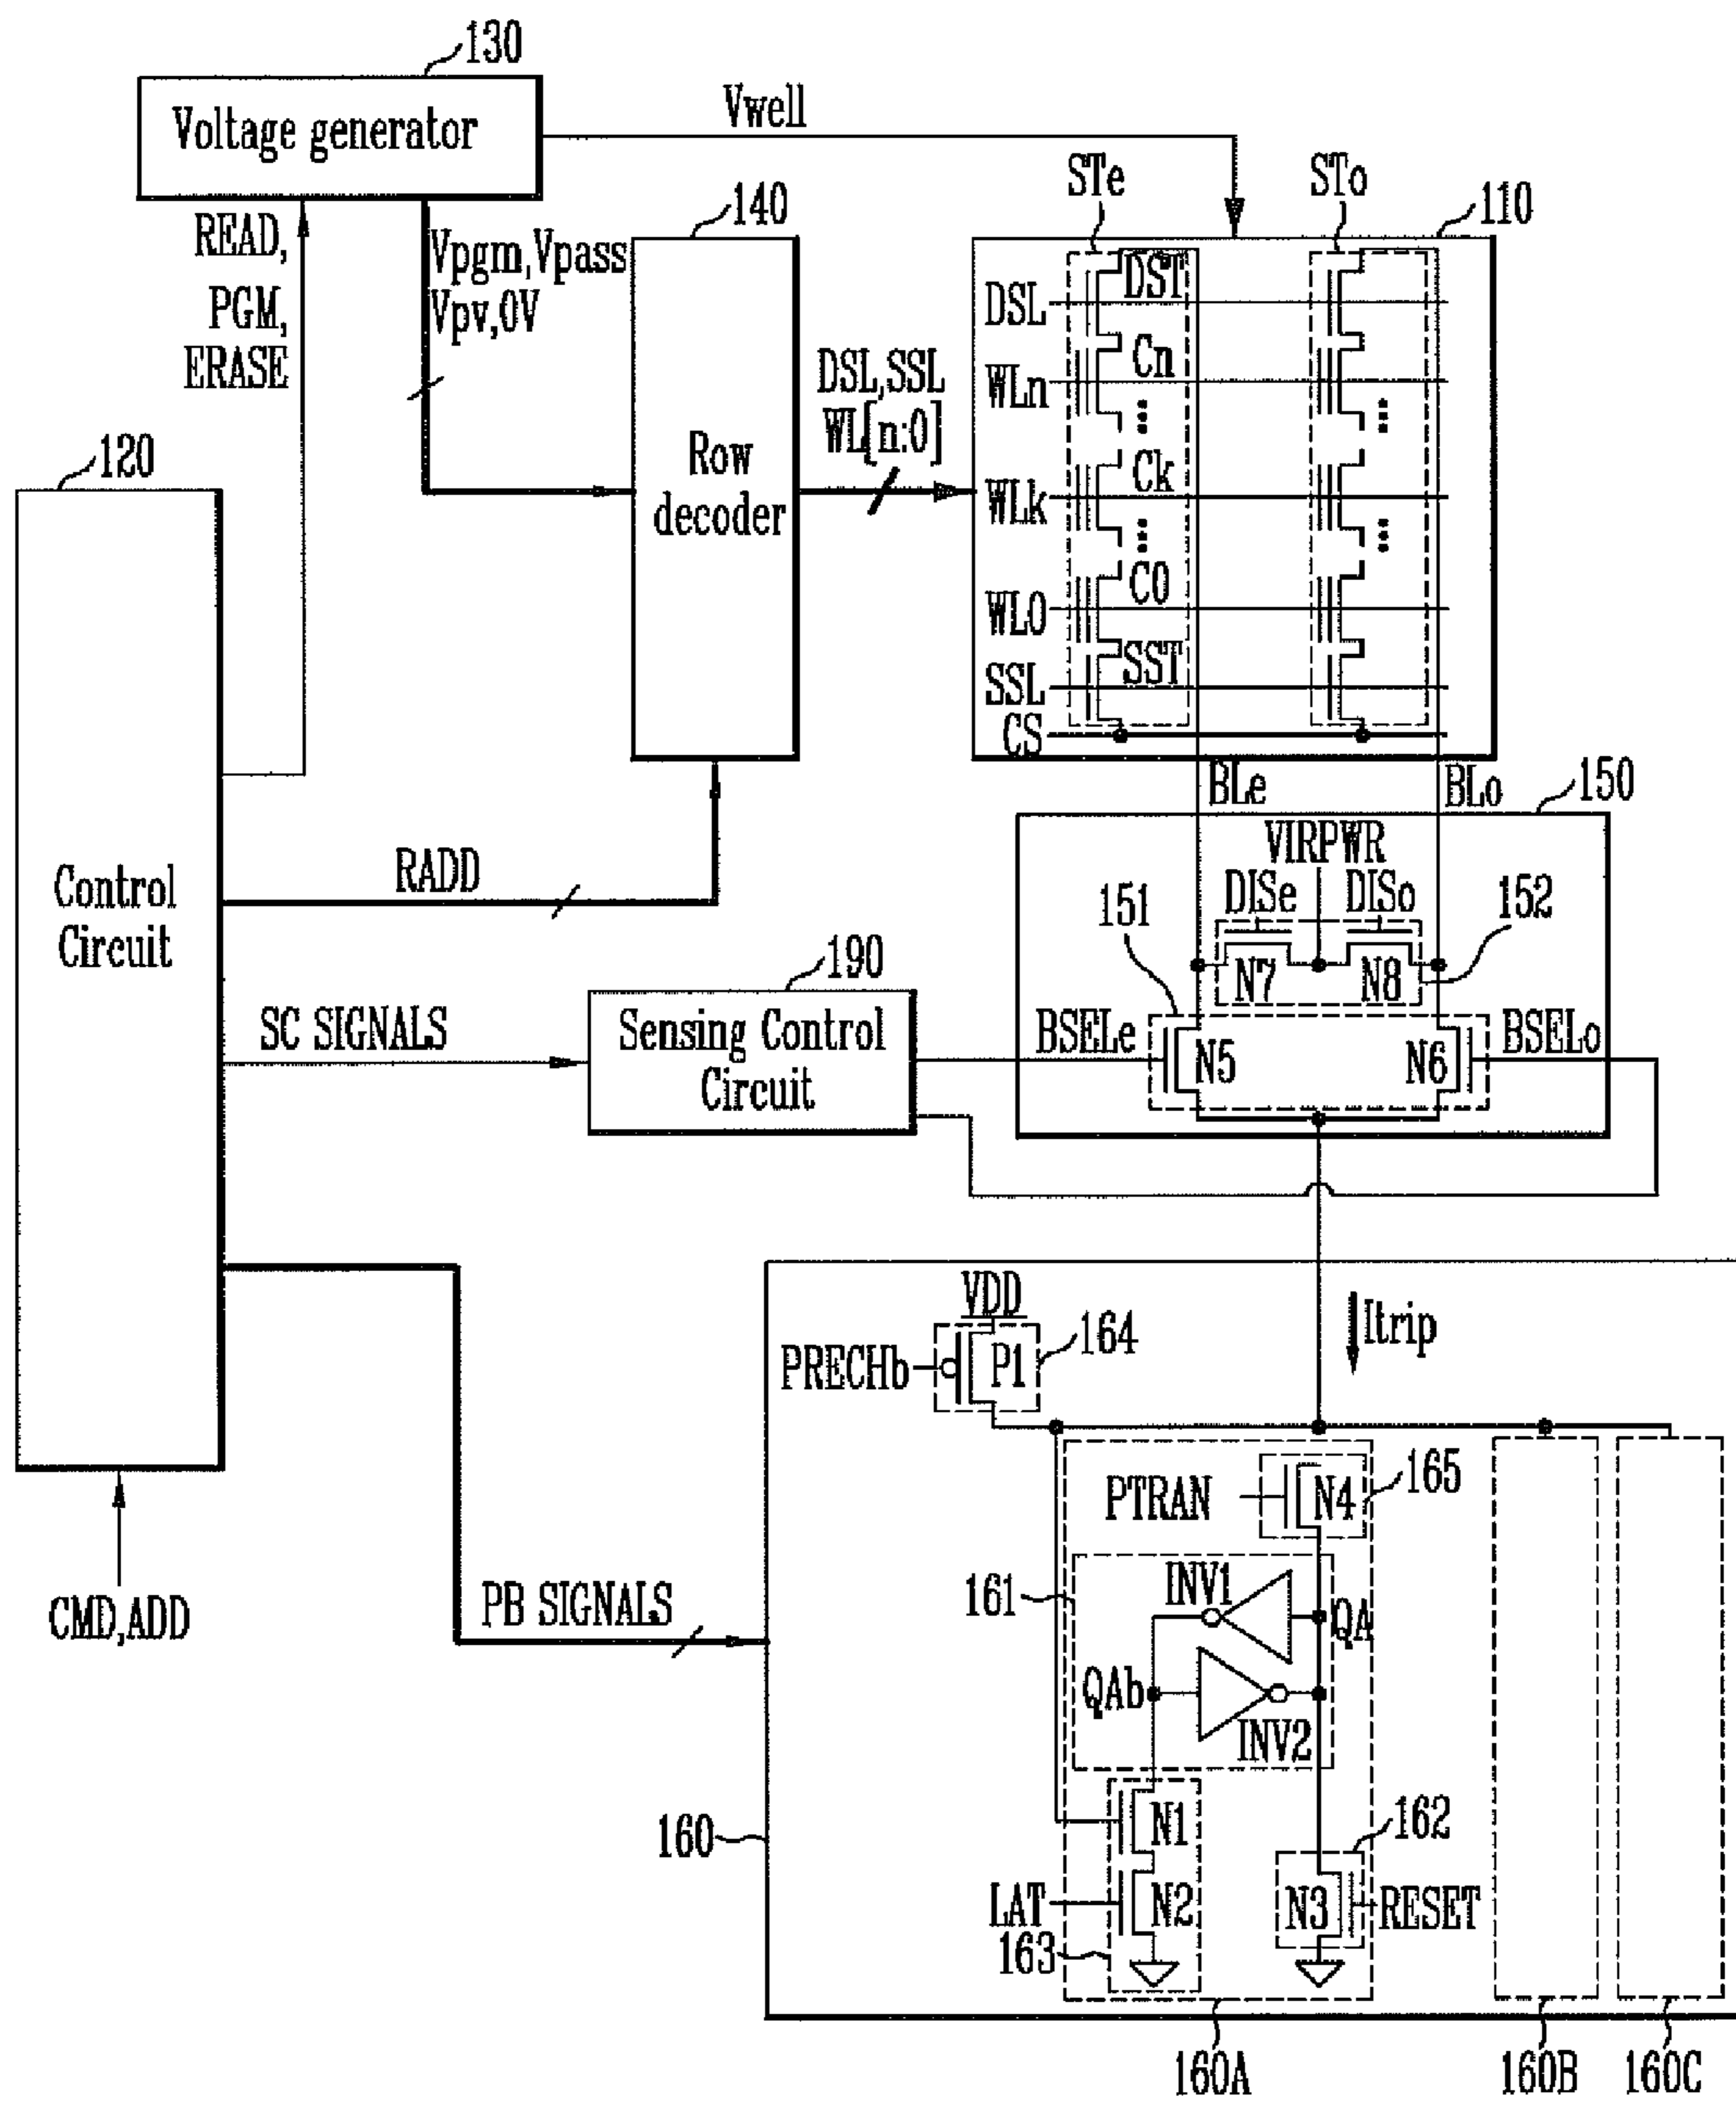 130
Voltage generator
Vwell
READ,
PGM,
ERASE
Vpgm,Vpass
Vpv,0V
140
Row
decoder
DSL,SSL
WL[n:0]
STe
STo
110
DSL
DST
WLn
Cn
...
...
WLk
Ck
...
...
WL0
C0
SSL
SST
CS
BLe
BLo
120
Control
Circuit
RADD
150
VIRPWR
DISe
DISo
151
152
N7
N8
190
SC SIGNALS
Sensing Control
Circuit
BSELe
N5
N6
BSELo
VDD
PRECHb
P1
164
Itrip
PTRAN
N4
165
CMD,ADD
PB SIGNALS
161
INV1
QA
QAb
INV2
160
N1
LAT
N2
163
162
N3
RESET
160A
160B
160C